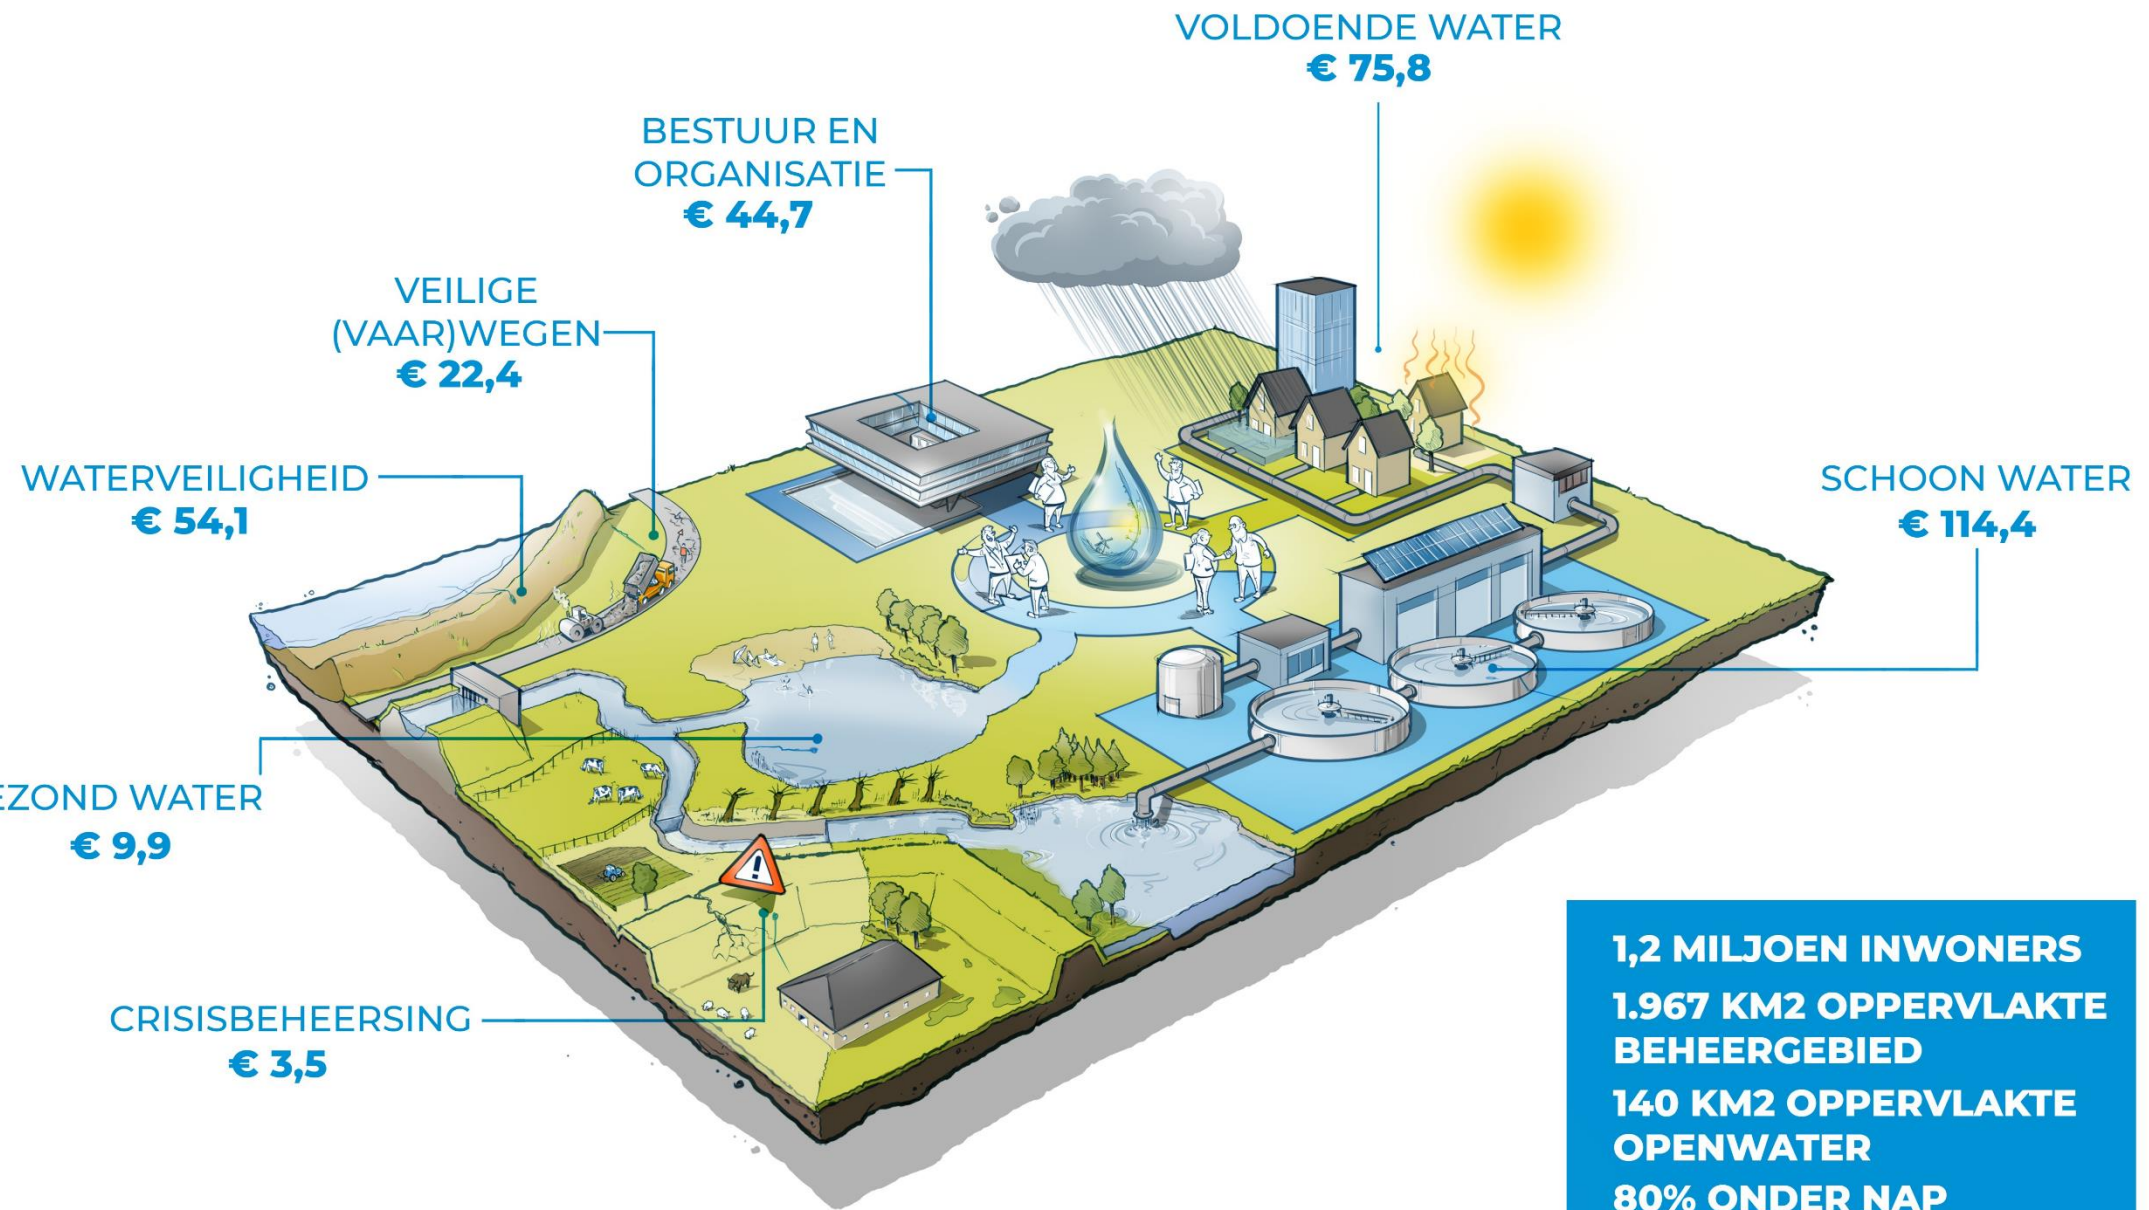 VOLDOENDE WATER
€ 75,8
BESTUUR EN
ORGANISATIE
€ 44,7
VEILIGE
(VAAR)WEGEN
€ 22,4
WATERVEILIGHEID
€ 54,1
SCHOON WATER
€ 114,4
EZOND WATER
€ 9,9
CRISISBEHEERSING
€ 3,5
1,2 MILJOEN INWONERS
1.967 KM2 OPPERVLAKTE
BEHEERGEBIED
140 KM2 OPPERVLAKTE
OPENWATER
80% ONDER NAP